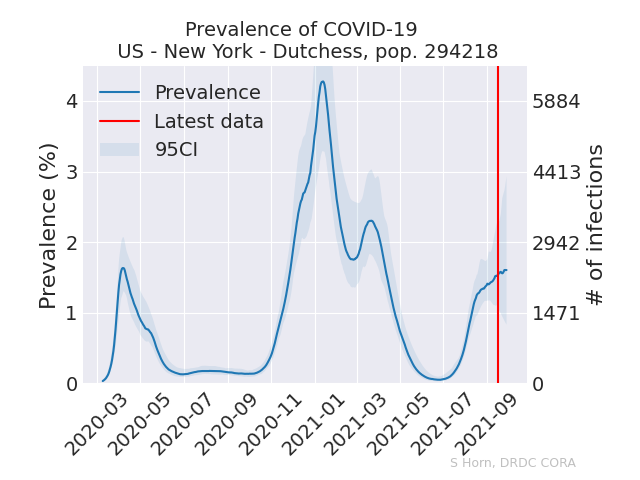 Prevalence of COVID-19
US - New York - Dutchess, pop. 294218
Prevalence
Latest data
95CI
Prevalence (%)
4
3
2
1
0
5884
4413
2942
1471
0
# of infections
2020-03
2020-05
2020-07
2020-09
2020-11
2021-01
2021-03
2021-05
2021-07
2021-09
S Horn, DRDC CORA